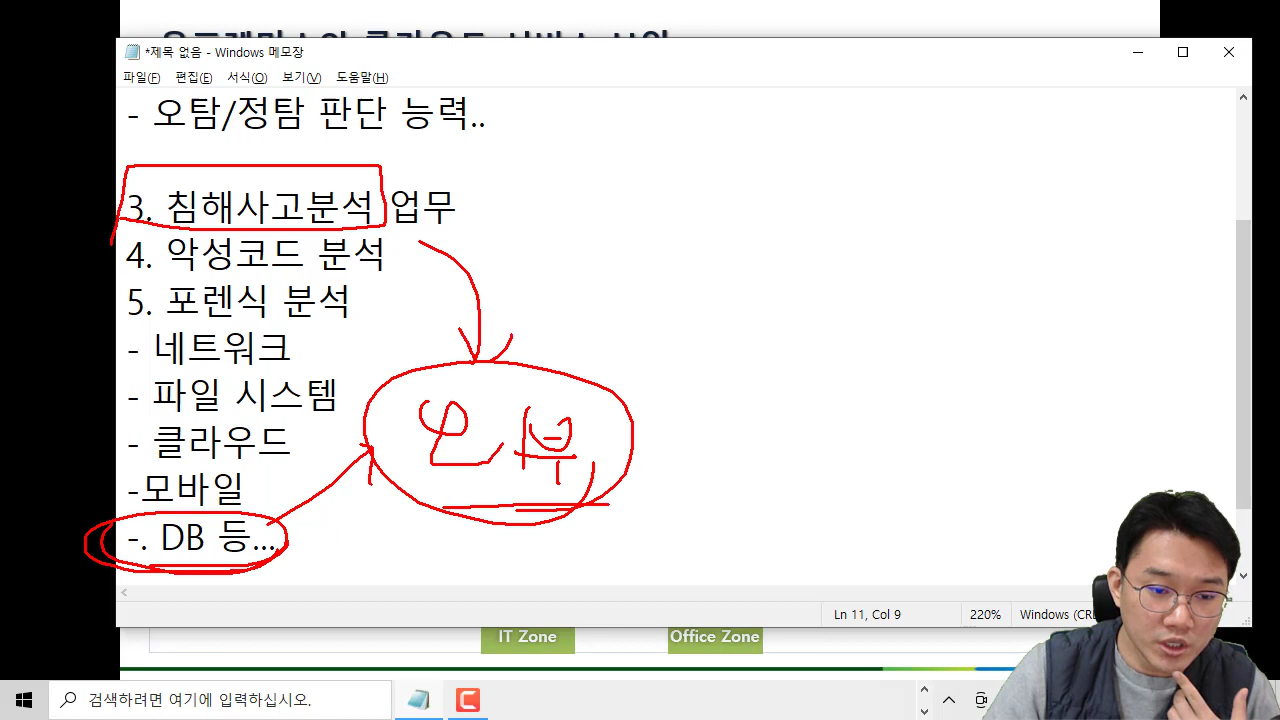 *제목 없음 - Windows 메모장
파일(F) 편집(E) 서식(O) 보기(V) 도움말(H)
- 오탐/정탐 판단 능력..
3. 침해사고분석 업무
4. 악성코드 분석
5. 포렌식 분석
- 네트워크
- 파일 시스템
- 클라우드
-모바일
-. DB 등...
Ln 11, Col 9
220%
Windows (CRL
IT Zone
Office Zone
검색하려면 여기에 입력하십시오.